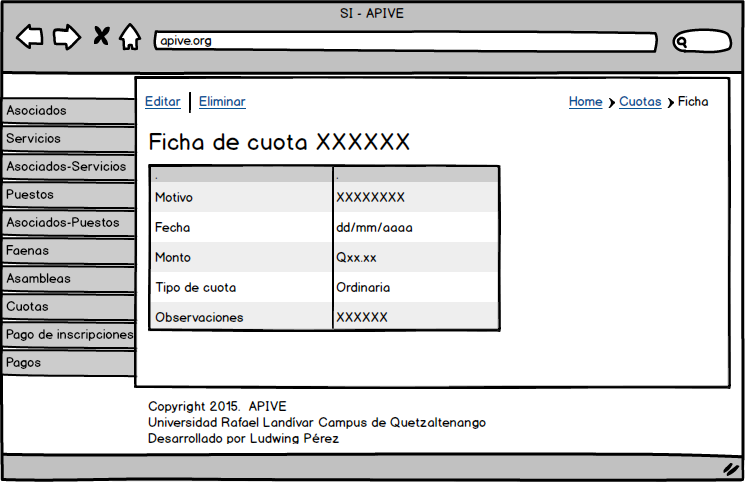 SI - APIVE
apive.org
Asociados
Servicios
Asociados-Servicios
Puestos
Asociados-Puestos
Faenas
Asambleas
Cuotas
Pago de inscripciones
Pagos
Editar | Eliminar
Home > Cuotas > Ficha
Ficha de cuota XXXXXX
. .
Motivo XXXXXXXX
Fecha dd/mm/aaaa
Monto Qxx.xx
Tipo de cuota Ordinaria
Observaciones XXXXXX
Copyright 2015. APIVE
Universidad Rafael Landívar Campus de Quetzaltenango
Desarrollado por Ludwing Pérez